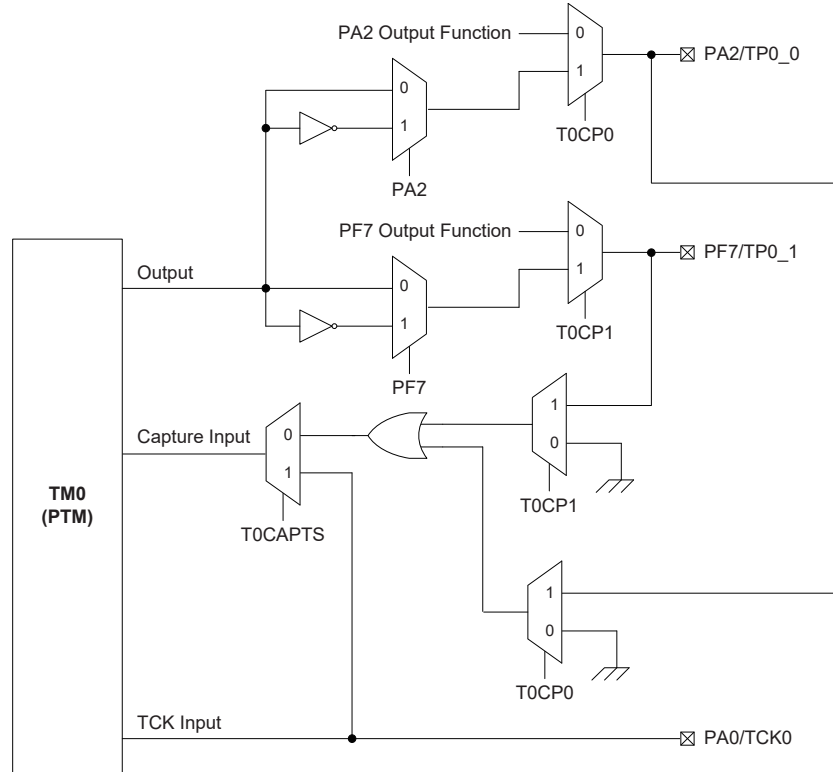 PA2 Output Function
0
1
T0CP0
PA2/TP0_0
0
1
PA2
PF7 Output Function
0
1
T0CP1
PF7/TP0_1
Output
0
1
PF7
TM0
(PTM)
Capture Input
0
1
T0CAPTS
1
0
T0CP1
1
0
T0CP0
TCK Input
PA0/TCK0